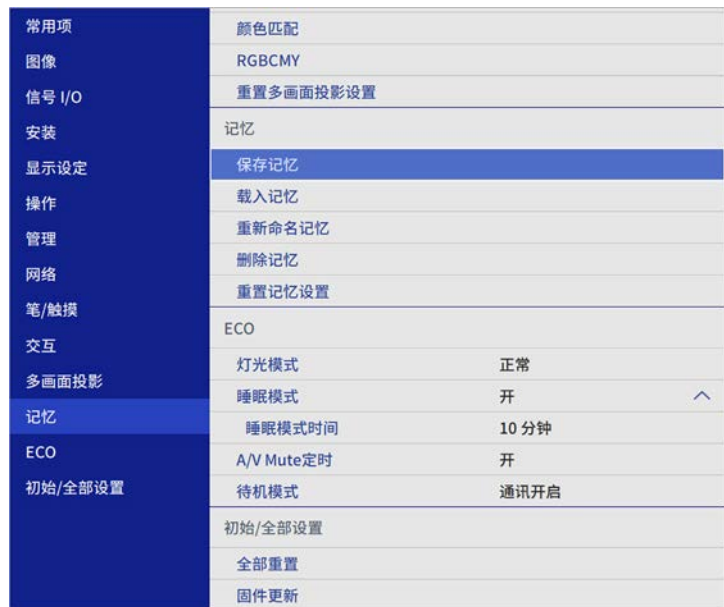 常用项
图像
信号 I/O
安装
显示设定
操作
管理
网络
笔/触摸
交互
多画面投影
记忆
ECO
初始/全部设置
颜色匹配
RGBCMY
重置多画面投影设置
记忆
保存记忆
载入记忆
重新命名记忆
删除记忆
重置记忆设置
ECO
灯光模式 正常
睡眠模式 开
睡眠模式时间 10 分钟
A/V Mute定时 开
待机模式 通讯开启
初始/全部设置
全部重置
固件更新